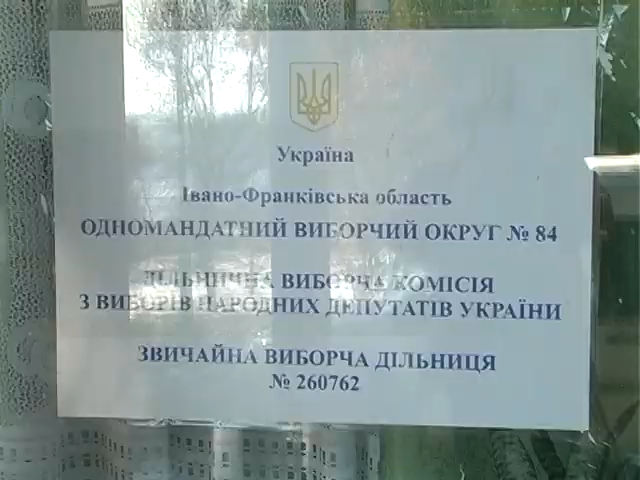 Україна
Івано-Франківська область
ОДНОМАНДАТНИЙ ВИБОРЧИЙ ОКРУГ № 84
ДІЛЬНИЧНА ВИБОРЧА КОМІСІЯ
З ВИБОРІВ НАРОДНИХ ДЕПУТАТІВ УКРАЇНИ
ЗВИЧАЙНА ВИБОРЧА ДІЛЬНИЦЯ
№ 260762